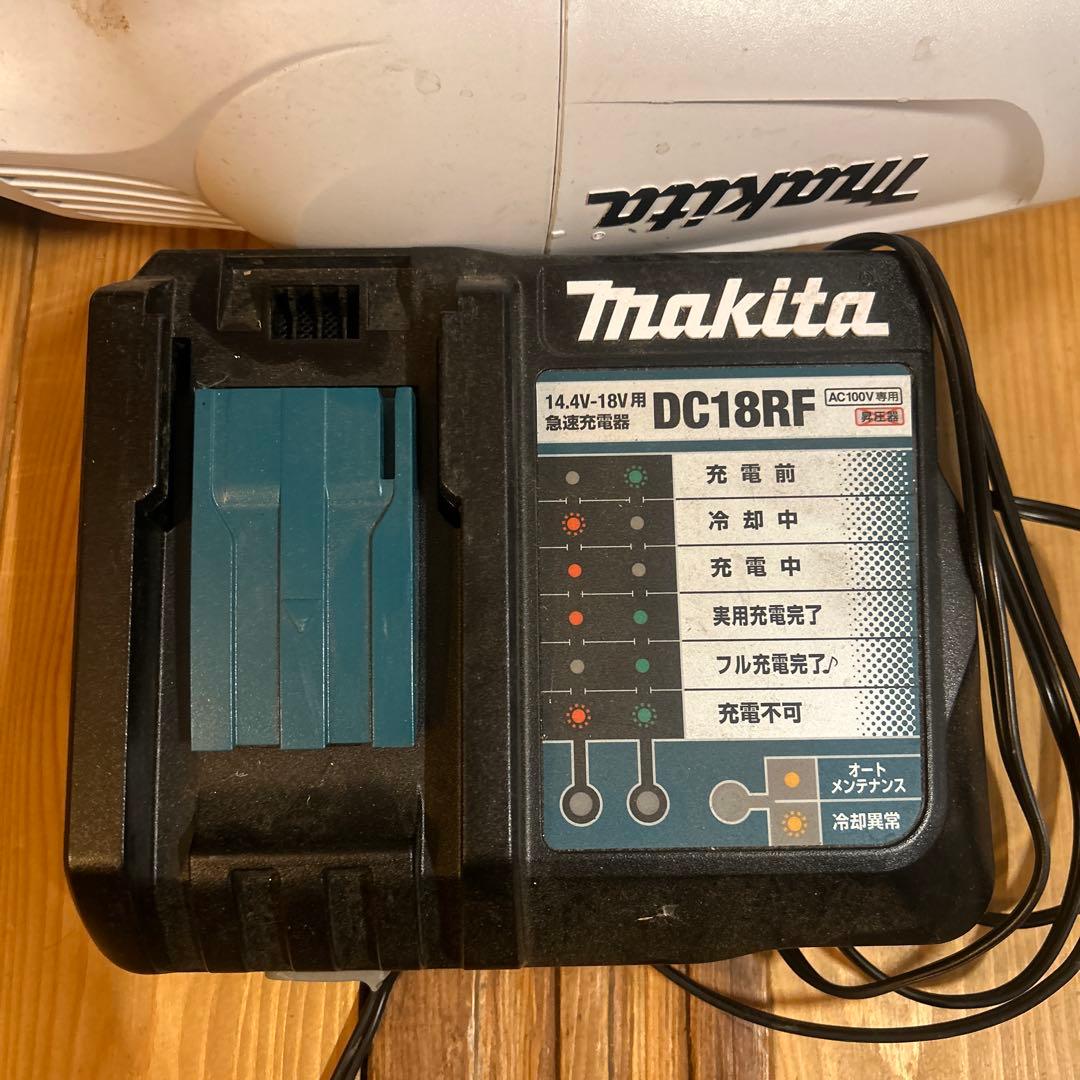 makita
makita
14.4V-18V用
急速充電器
DC18RF
AC100V専用
昇圧器
充電前
冷却中
充電中
実用充電完了
フル充電完了♪
充電不可
オート
メンテナンス
冷却異常